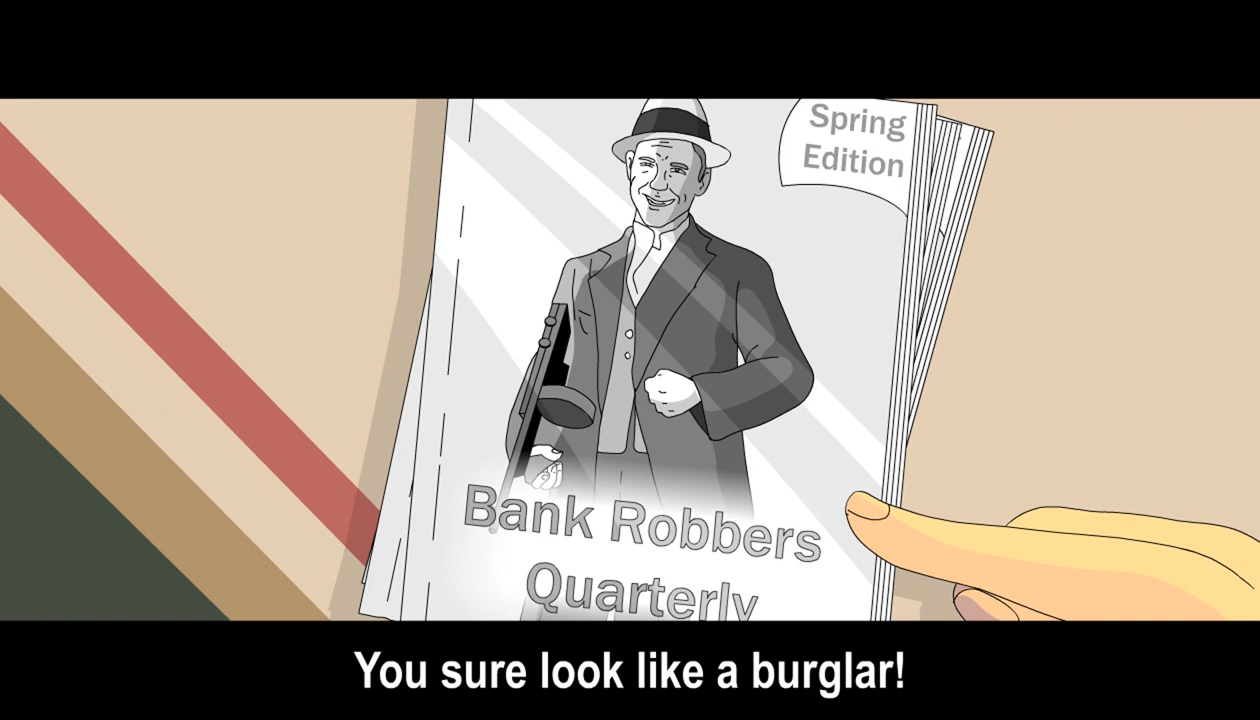 Spring
Edition
Bank Robbers
Quarterly
You sure look like a burglar!